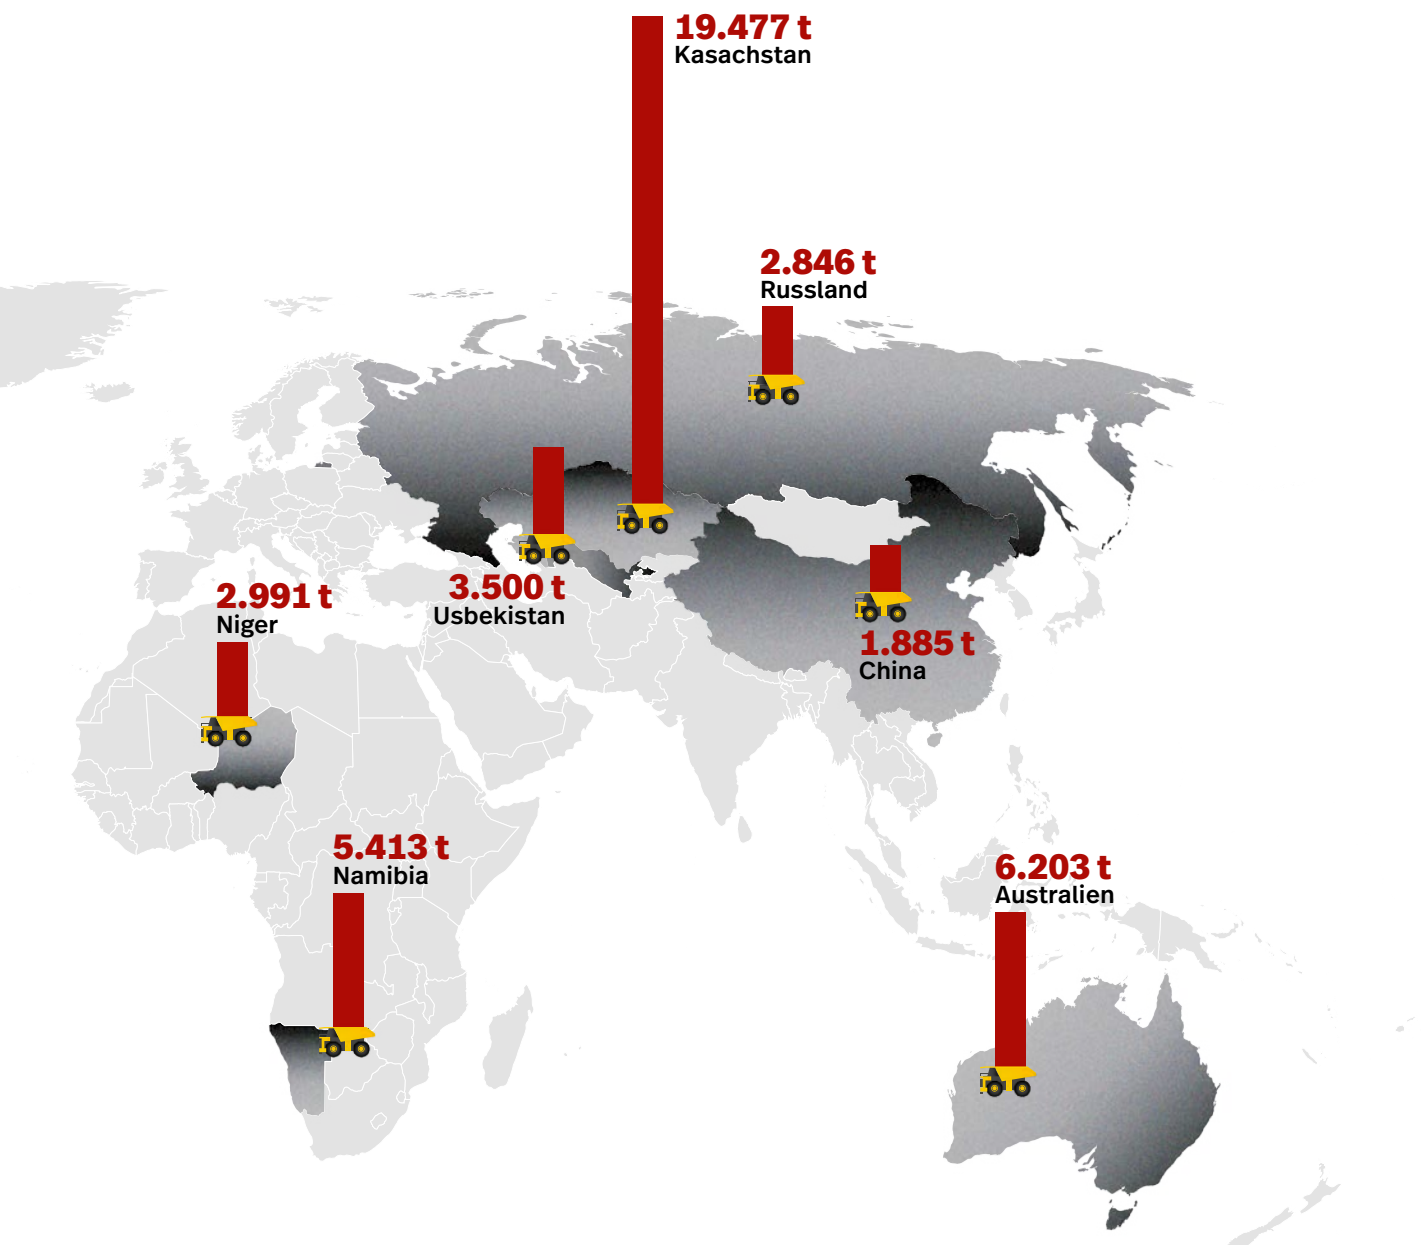 19.477 t
Kasachstan
2.846 t
Russland
3.500 t
Usbekistan
2.991 t
Niger
1.885 t
China
5.413 t
Namibia
6.203 t
Australien